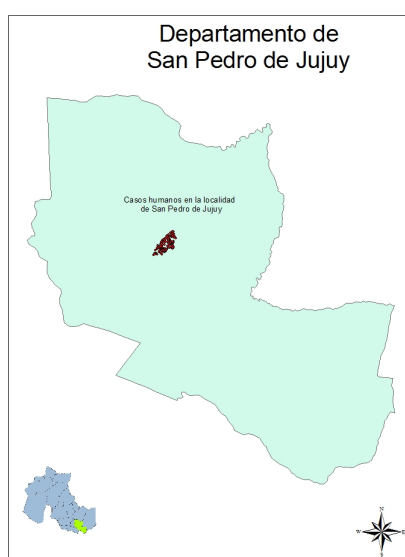 Departamento de
San Pedro de Jujuy
Casos humanos en la localidad
de San Pedro de Jujuy
N
W
E
S